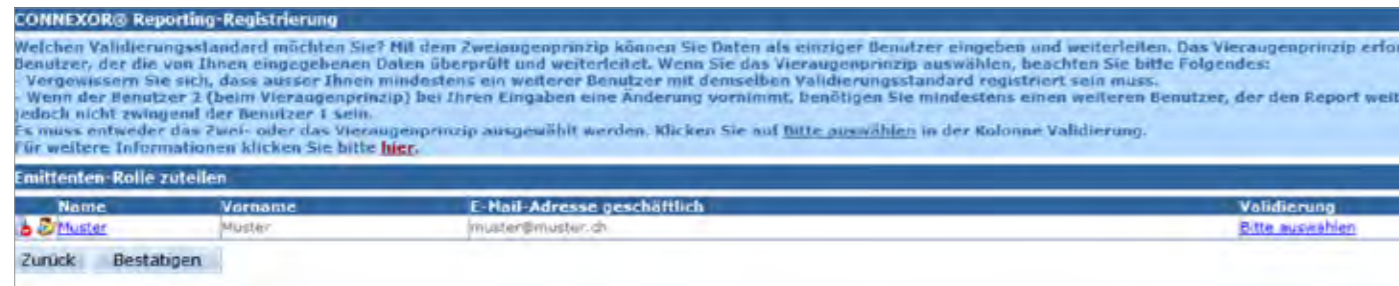 CONNEXOR® Reporting-Registrierung
Welchen Validierungsstandard möchten Sie? Mit dem Zweiaugenprinzip können Sie Daten als einziger Benutzer eingeben und weiterleiten. Das Vieraugenprinzip erfor
Benutzer, der die von Ihnen eingegebenen Daten überprüft und weiterleitet. Wenn Sie das Vieraugenprinzip auswählen, beachten Sie bitte Folgendes:
- Vergewissern Sie sich, dass ausser Ihnen mindestens ein weiterer Benutzer mit demselben Validierungsstandard registriert sein muss.
- Wenn der Benutzer 2 (beim Vieraugenprinzip) bei Ihren Eingaben eine Änderung vornimmt, benötigen Sie mindestens einen weiteren Benutzer, der den Report weit
jedoch nicht zwingend der Benutzer 1 sein.
Es muss entweder das Zwei- oder das Vieraugenprinzip ausgewählt werden. Klicken Sie auf Bitte auswählen in der Kolonne Validierung.
Für weitere Informationen klicken Sie bitte hier.
Emittenten-Rolle zuteilen
Name Vorname E-Mail-Adresse geschäftlich Validierung
Muster Muster muster@muster.ch Bitte auswählen
Zurück Bestätigen